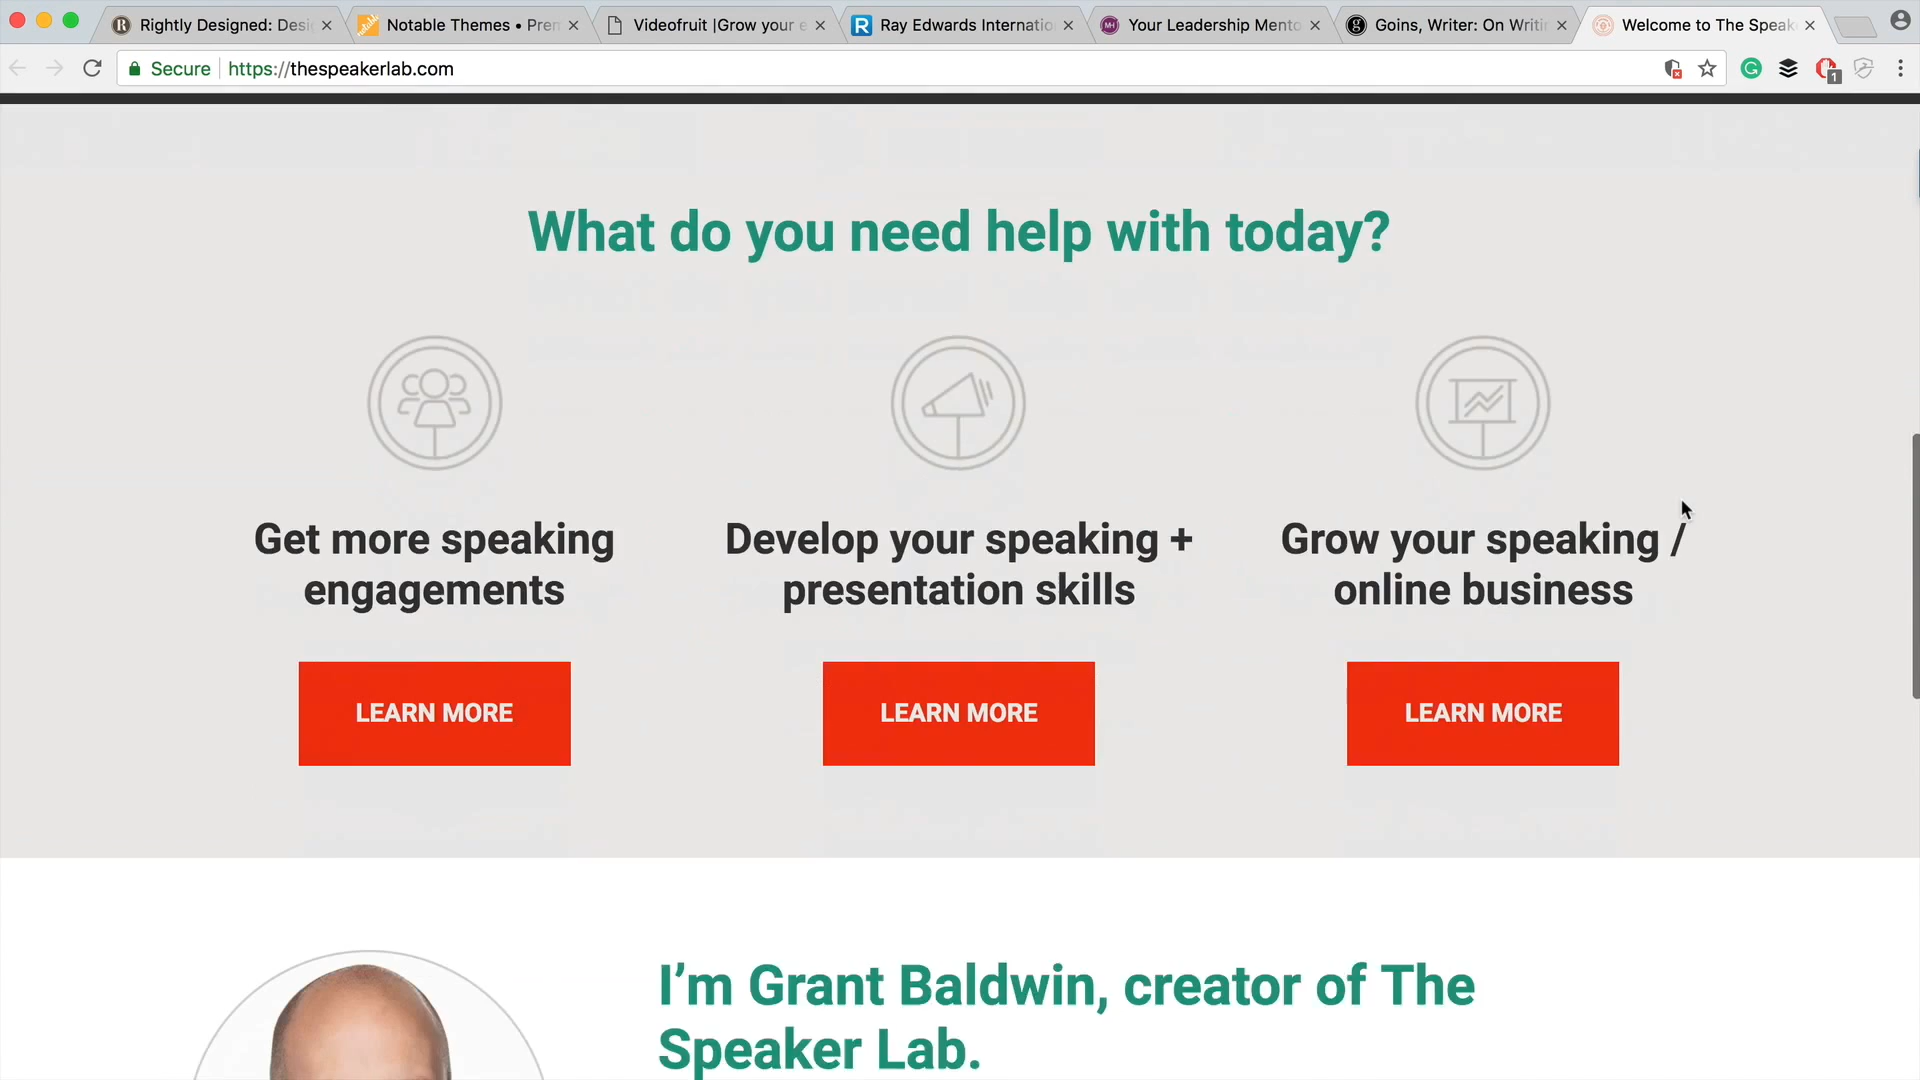 Rightly Designed: Desi
Notable Themes • Prem
Videofruit |Grow your e
Ray Edwards Internatio
Your Leadership Mento
Goins, Writer: On Writi
Welcome to The Speak
Secure
https://thespeakerlab.com
1
What do you need help with today?
Get more speaking
engagements
Develop your speaking +
presentation skills
Grow your speaking /
online business
LEARN MORE
LEARN MORE
LEARN MORE
I’m Grant Baldwin, creator of The
Speaker Lab.